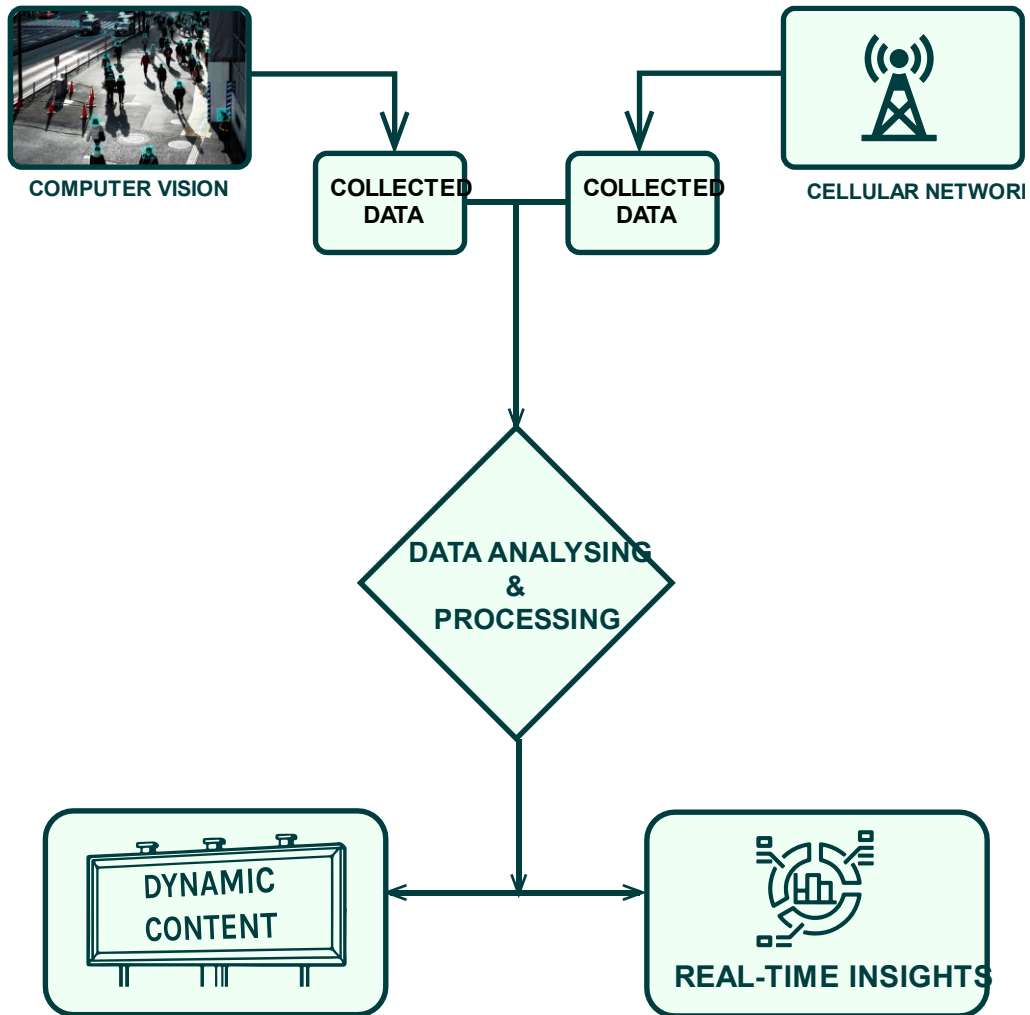 COMPUTER VISION
COLLECTED
DATA
COLLECTED
DATA
CELLULAR NETWORK
DATA ANALYSING
&
PROCESSING
DYNAMIC
CONTENT
REAL-TIME INSIGHTS